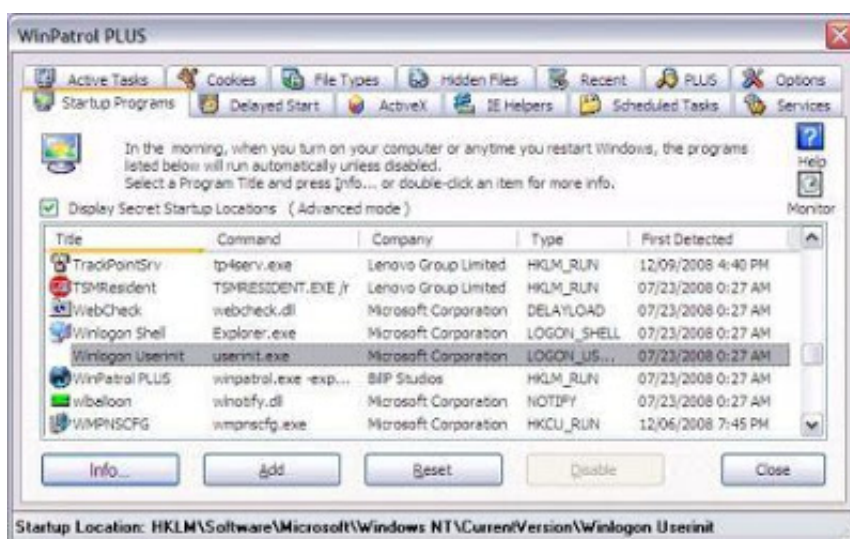 WinPatrol PLUS
Active Tasks Cookies File Types Hidden Files Recent PLUS Options
Startup Programs Delayed Start ActiveX IE Helpers Scheduled Tasks Services
In the morning, when you turn on your computer or anytime you restart Windows, the programs
listed below will run automatically unless disabled.
Select a Program Title and press Info... or double-click an item for more info.
Help
Display Secret Startup Locations ( Advanced mode )
Monitor
Title Command Company Type First Detected
TrackPointSrv tp4serv.exe Lenovo Group Limited HKLM_RUN 12/09/2008 4:40 PM
TSMResident TSMRESIDENT.EXE /r Lenovo Group Limited HKLM_RUN 07/23/2008 0:27 AM
WebCheck webcheck.dll Microsoft Corporation DELAYLOAD 07/23/2008 0:27 AM
Winlogon Shell Explorer.exe Microsoft Corporation LOGON_SHELL 07/23/2008 0:27 AM
Winlogon Userinit userinit.exe Microsoft Corporation LOGON_US... 07/23/2008 0:27 AM
WinPatrol PLUS winpatrol.exe -exp... BillP Studios HKLM_RUN 07/23/2008 0:27 AM
wlballoon wlnotify.dll Microsoft Corporation NOTIFY 07/23/2008 0:27 AM
WMPNSCFG wmpnscfg.exe Microsoft Corporation HKCU_RUN 12/06/2008 7:45 PM
Info... Add Reset Disable Close
Startup Location: HKLM\Software\Microsoft\Windows NT\CurrentVersion\Winlogon Userinit